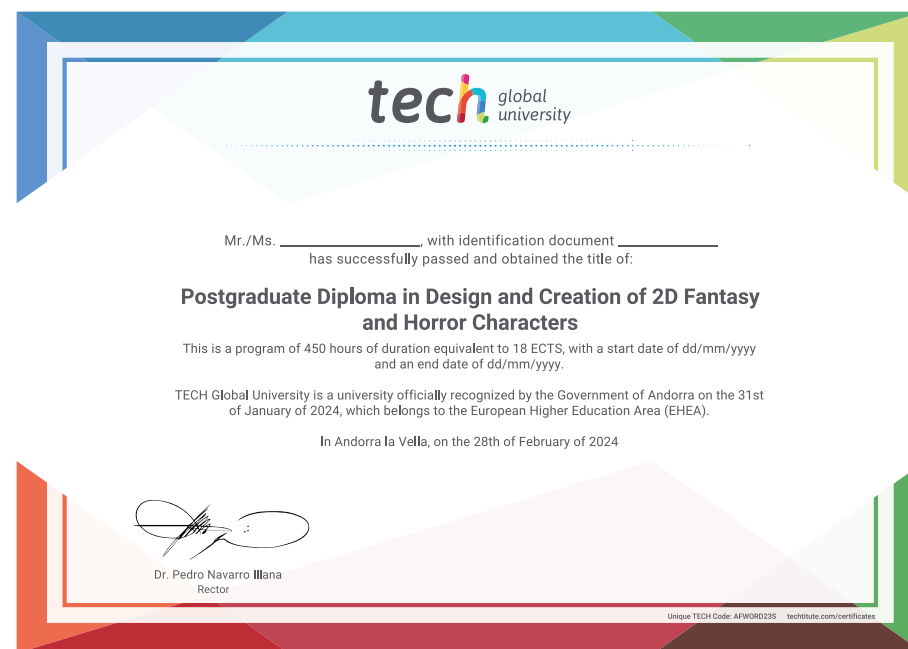 tech global
university
Mr./Ms. ____________, with identification document ____________
has successfully passed and obtained the title of:
Postgraduate Diploma in Design and Creation of 2D Fantasy
and Horror Characters
This is a program of 450 hours of duration equivalent to 18 ECTS, with a start date of dd/mm/yyyy
and an end date of dd/mm/yyyy.
TECH Global University is a university officially recognized by the Government of Andorra on the 31st
of January of 2024, which belongs to the European Higher Education Area (EHEA).
In Andorra la Vella, on the 28th of February of 2024
Dr. Pedro Navarro Illana
Rector
Unique TECH Code: AFWORD23S techtitute.com/certificates